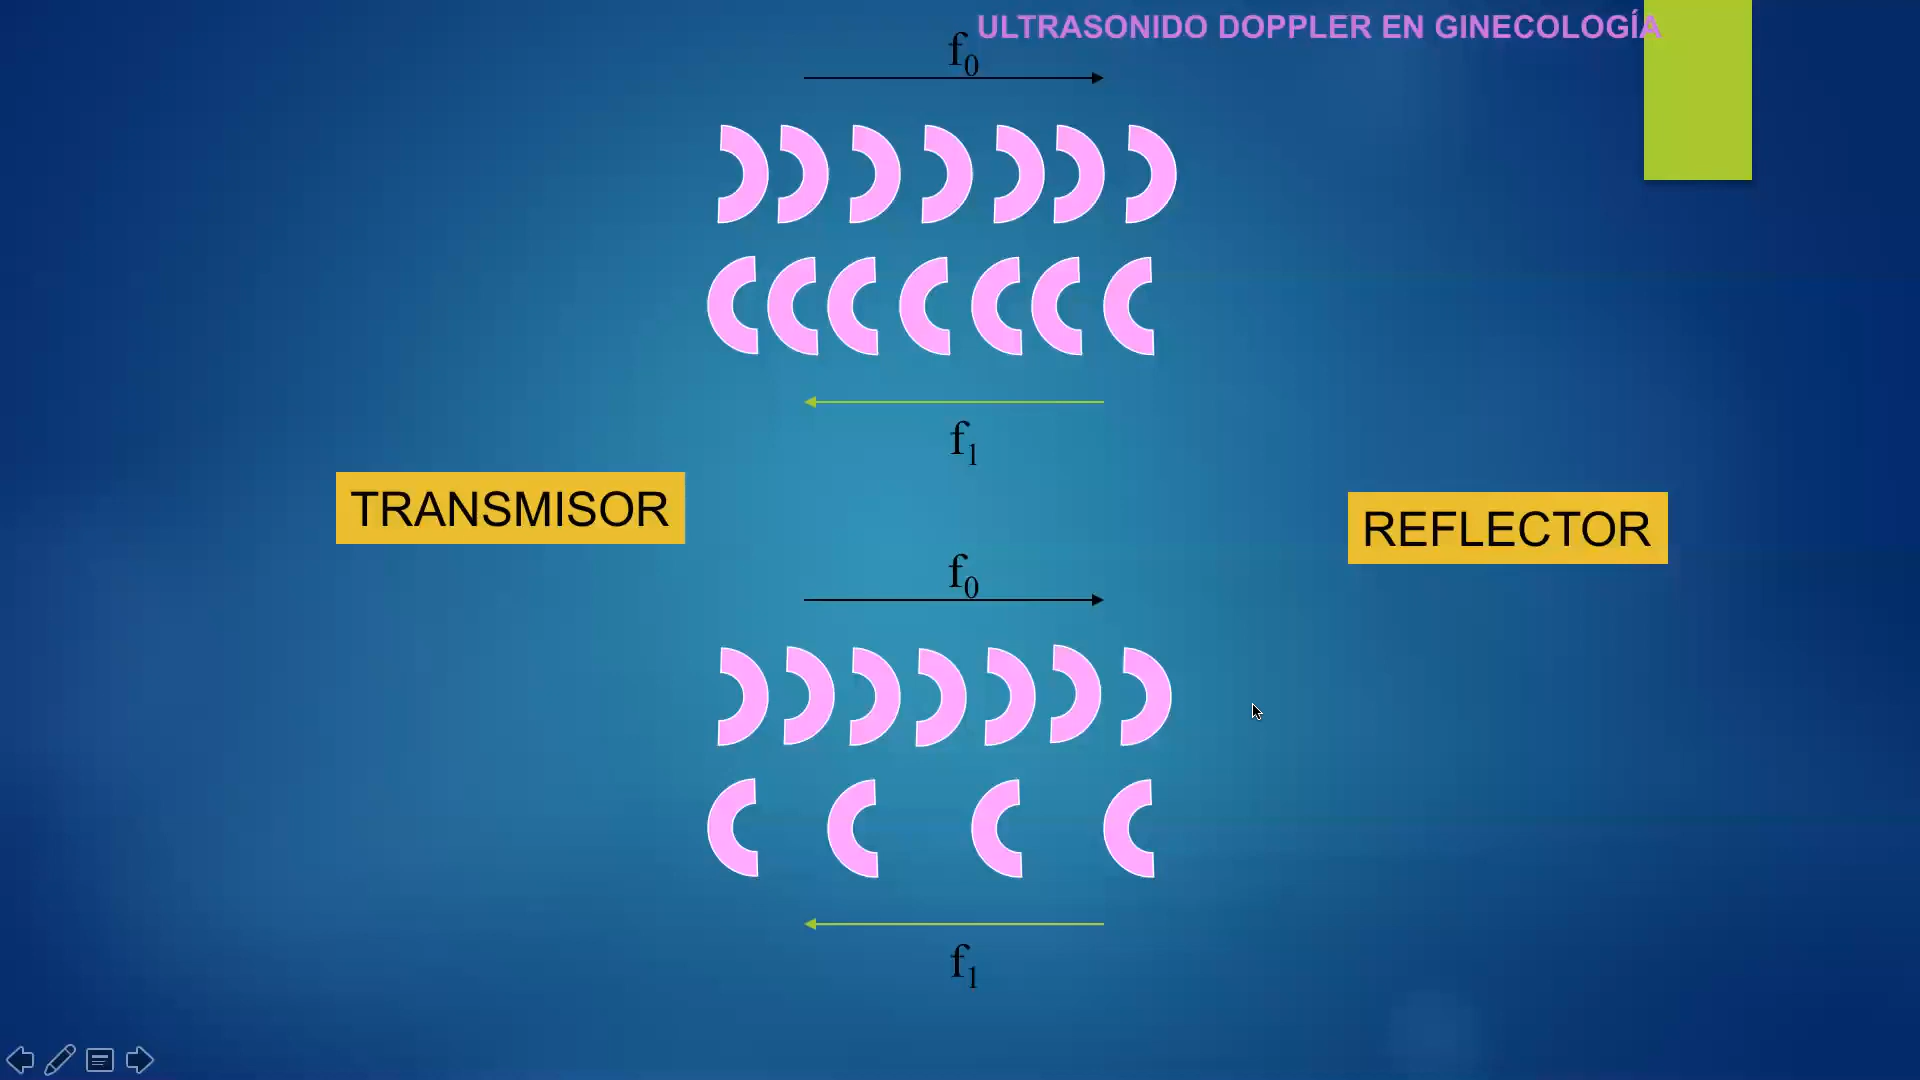 ULTRASONIDO DOPPLER EN GINECOLOGÍA
f₀
f₁
TRANSMISOR
REFLECTOR
f₀
f₁